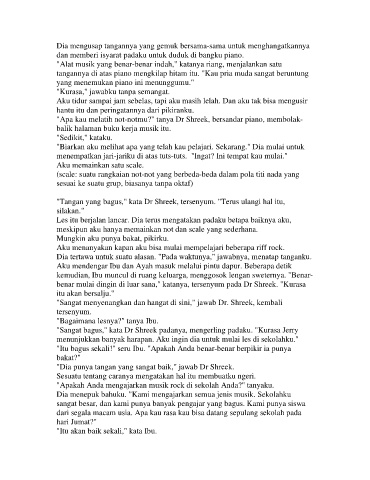 Dia mengusap tangannya yang gemuk bersama-sama untuk menghangatkannya
dan memberi isyarat padaku untuk duduk di bangku piano.
"Alat musik yang benar-benar indah," katanya riang, menjalankan satu
tangannya di atas piano mengkilap hitam itu. "Kau pria muda sangat beruntung
yang menemukan piano ini menunggumu."
"Kurasa," jawabku tanpa semangat.
Aku tidur sampai jam sebelas, tapi aku masih lelah. Dan aku tak bisa mengusir
hantu itu dan peringatannya dari pikiranku.
"Apa kau melatih not-notmu?" tanya Dr Shreek, bersandar piano, membolak-
balik halaman buku kerja musik itu.
"Sedikit," kataku.
"Biarkan aku melihat apa yang telah kau pelajari. Sekarang." Dia mulai untuk
menempatkan jari-jariku di atas tuts-tuts.  "Ingat? Ini tempat kau mulai."
Aku memainkan satu scale.
(scale: suatu rangkaian not-not yang berbeda-beda dalam pola titi nada yang
sesuai ke suatu grup, biasanya tanpa oktaf)
"Tangan yang bagus," kata Dr Shreek, tersenyum. "Terus ulangi hal itu,
silakan."
Les itu berjalan lancar. Dia terus mengatakan padaku betapa baiknya aku,
meskipun aku hanya memainkan not dan scale yang sederhana.
Mungkin aku punya bakat, pikirku.
Aku menanyakan kapan aku bisa mulai mempelajari beberapa riff rock.
Dia tertawa untuk suatu alasan. "Pada waktunya," jawabnya, menatap tanganku.
Aku mendengar Ibu dan Ayah masuk melalui pintu dapur. Beberapa detik
kemudian, Ibu muncul di ruang keluarga, menggosok lengan sweternya. "Benar-
benar mulai dingin di luar sana," katanya, tersenyum pada Dr Shreek. "Kurasa
itu akan bersalju."
"Sangat menyenangkan dan hangat di sini," jawab Dr. Shreek, kembali
tersenyum.
"Bagaimana lesnya?" tanya Ibu.
"Sangat bagus," kata Dr Shreek padanya, mengerling padaku. "Kurasa Jerry
menunjukkan banyak harapan. Aku ingin dia untuk mulai les di sekolahku."
"Itu bagus sekali!" seru Ibu. "Apakah Anda benar-benar berpikir ia punya
bakat?"
"Dia punya tangan yang sangat baik," jawab Dr Shreek.
Sesuatu tentang caranya mengatakan hal itu membuatku ngeri.
"Apakah Anda mengajarkan musik rock di sekolah Anda?" tanyaku.
Dia menepuk bahuku. "Kami mengajarkan semua jenis musik. Sekolahku
sangat besar, dan kami punya banyak pengajar yang bagus. Kami punya siswa
dari segala macam usia. Apa kau rasa kau bisa datang sepulang sekolah pada
hari Jumat?"
"Itu akan baik sekali," kata Ibu.